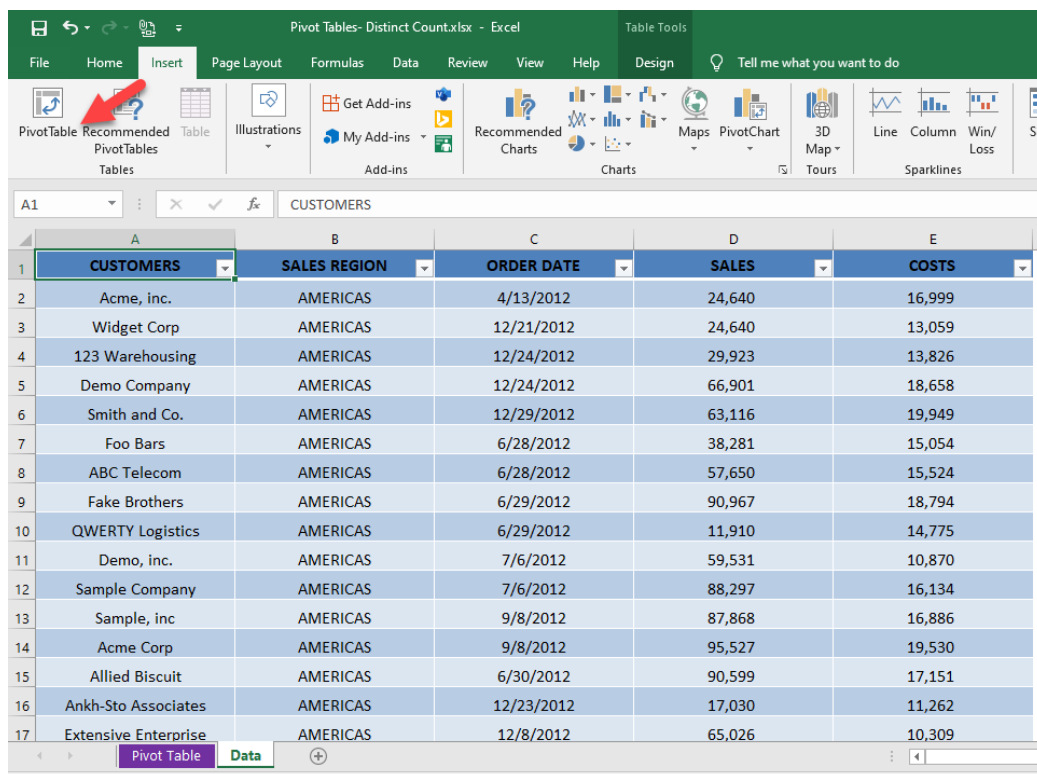 Pivot Tables- Distinct Count.xlsx - Excel Table Tools
File Home Insert Page Layout Formulas Data Review View Help Design Tell me what you want to do
PivotTable Recommended PivotTables Table Illustrations Get Add-ins My Add-ins Recommended Charts Maps PivotChart 3D Map Line Column Win/Loss
Tables Add-ins Charts Tours Sparklines
A1 fx CUSTOMERS
A B C D E
1 CUSTOMERS SALES REGION ORDER DATE SALES COSTS
2 Acme, inc. AMERICAS 4/13/2012 24,640 16,999
3 Widget Corp AMERICAS 12/21/2012 24,640 13,059
4 123 Warehousing AMERICAS 12/24/2012 29,923 13,826
5 Demo Company AMERICAS 12/24/2012 66,901 18,658
6 Smith and Co. AMERICAS 12/29/2012 63,116 19,949
7 Foo Bars AMERICAS 6/28/2012 38,281 15,054
8 ABC Telecom AMERICAS 6/28/2012 57,650 15,524
9 Fake Brothers AMERICAS 6/29/2012 90,967 18,794
10 QWERTY Logistics AMERICAS 6/29/2012 11,910 14,775
11 Demo, inc. AMERICAS 7/6/2012 59,531 10,870
12 Sample Company AMERICAS 7/6/2012 88,297 16,134
13 Sample, inc AMERICAS 9/8/2012 87,868 16,886
14 Acme Corp AMERICAS 9/8/2012 95,527 19,530
15 Allied Biscuit AMERICAS 6/30/2012 90,599 17,151
16 Ankh-Sto Associates AMERICAS 12/23/2012 17,030 11,262
17 Extensive Enterprise AMERICAS 12/8/2012 65,026 10,309
Pivot Table Data